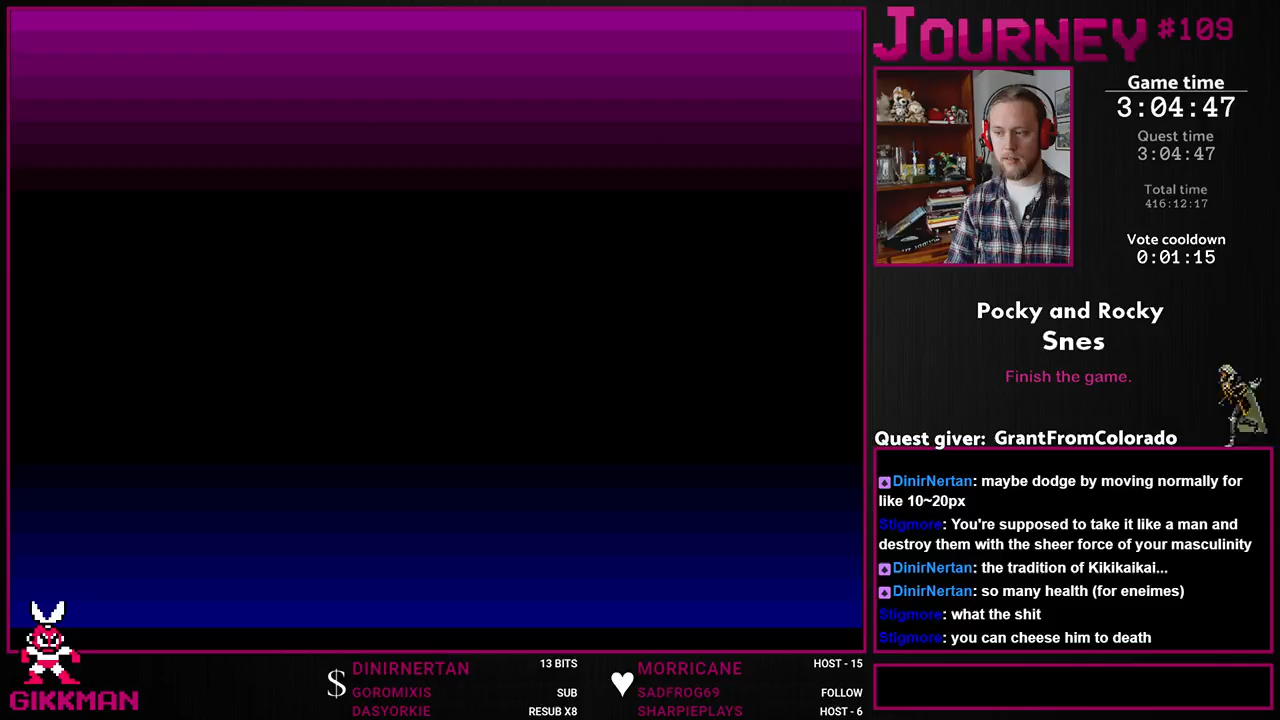 JOURNEY #109
Game time
3:04:47
Quest time
3:04:47
Total time
416:12:17
Vote cooldown
0:01:15
Pocky and Rocky
Snes
Finish the game.
Quest giver: GrantFromColorado
DinirNertan: maybe dodge by moving normally for
like 10~20px
Stigmore: You're supposed to take it like a man and
destroy them with the sheer force of your masculinity
DinirNertan: the tradition of Kikikaikai...
DinirNertan: so many health (for eneimes)
Stigmore: what the shit
Stigmore: you can cheese him to death
GIKKMAN
$ DINIRNERTAN 13 BITS
GOROMIXIS SUB
DASYORKIE RESUB X8
MORRICANE HOST - 15
SADFROG69 FOLLOW
SHARPIEPLAYS HOST - 6